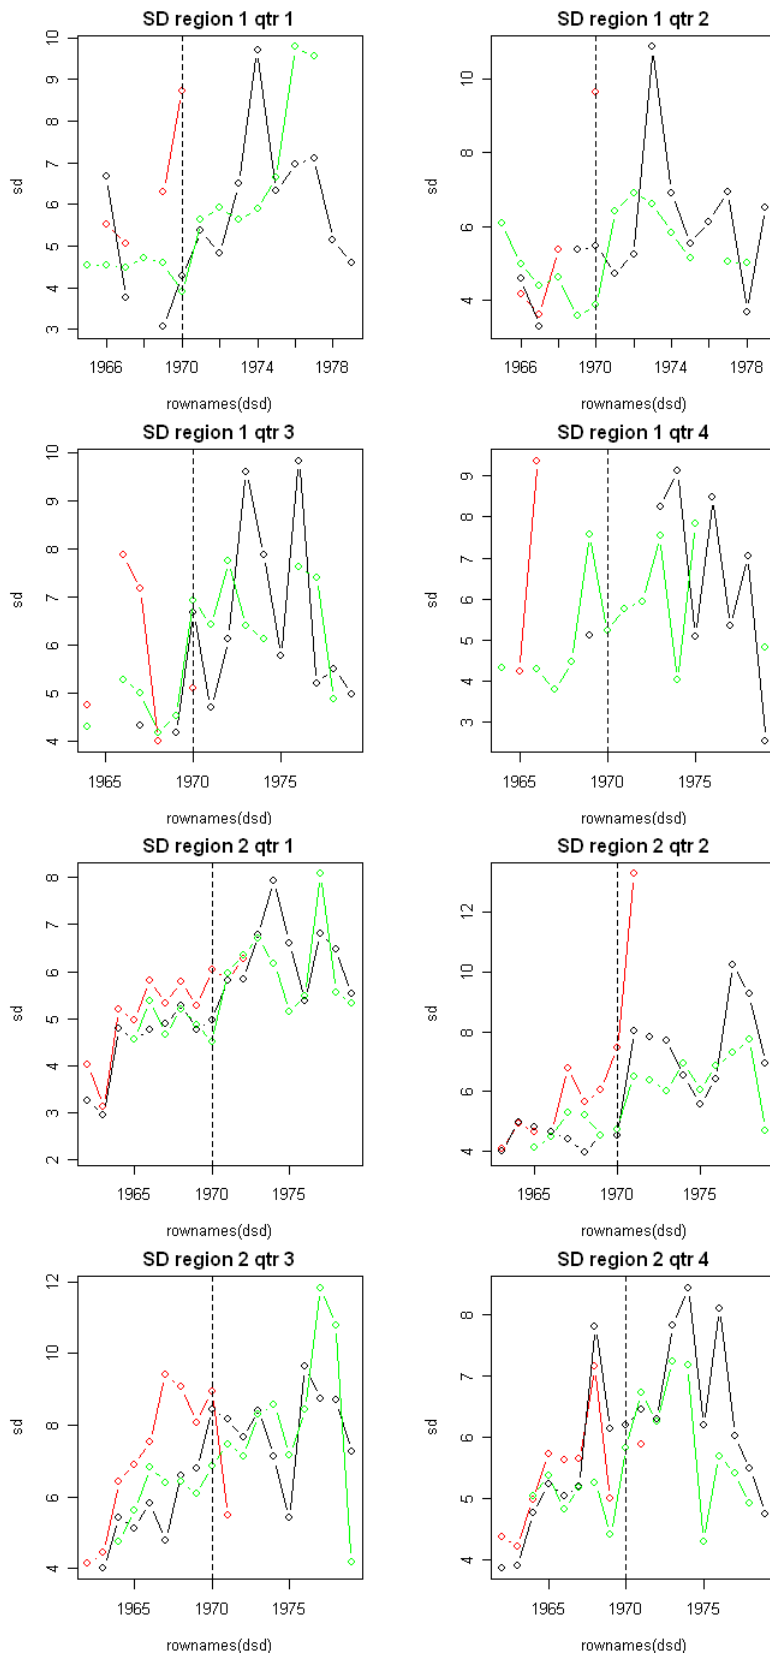 SD region 1 qtr 1
SD region 1 qtr 2
sd
3 4 5 6 7 8 9 10
sd
4 6 8 10
1966 1970 1974 1978
1966 1970 1974 1978
rownames(dsd)
rownames(dsd)
SD region 1 qtr 3
SD region 1 qtr 4
sd
4 5 6 7 8 9 10
sd
3 4 5 6 7 8 9
1965 1970 1975
1965 1970 1975
rownames(dsd)
rownames(dsd)
SD region 2 qtr 1
SD region 2 qtr 2
sd
2 3 4 5 6 7 8
sd
4 6 8 10 12
1965 1970 1975
1965 1970 1975
rownames(dsd)
rownames(dsd)
SD region 2 qtr 3
SD region 2 qtr 4
sd
4 6 8 10 12
sd
4 5 6 7 8
1965 1970 1975
1965 1970 1975
rownames(dsd)
rownames(dsd)